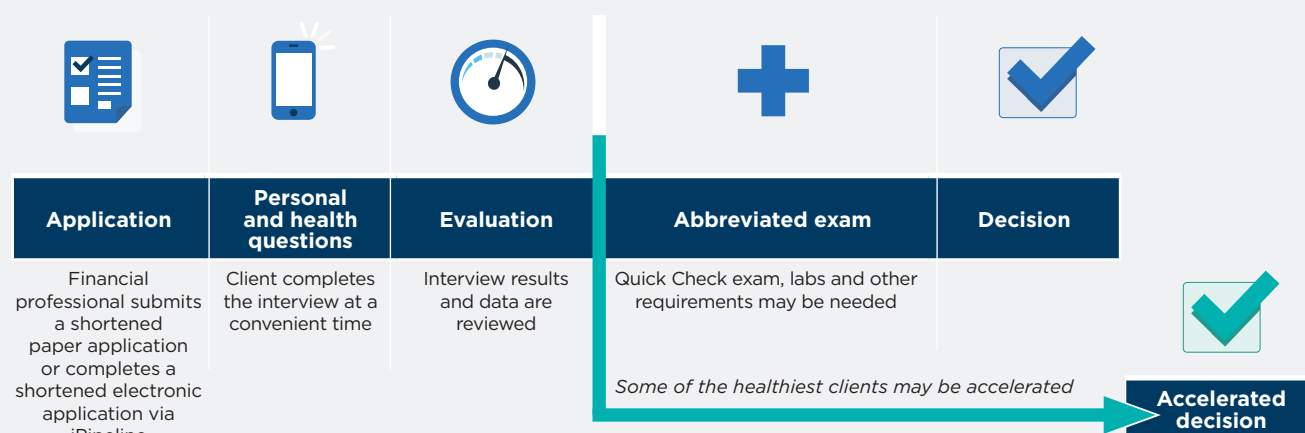 Application
Personal
and health
questions
Evaluation
Abbreviated exam
Decision
Financial
professional submits
a shortened
paper application
or completes a
shortened electronic
application via
Client completes
the interview at a
convenient time
Interview results
and data are
reviewed
Quick Check exam, labs and other
requirements may be needed
Some of the healthiest clients may be accelerated
Accelerated
decision